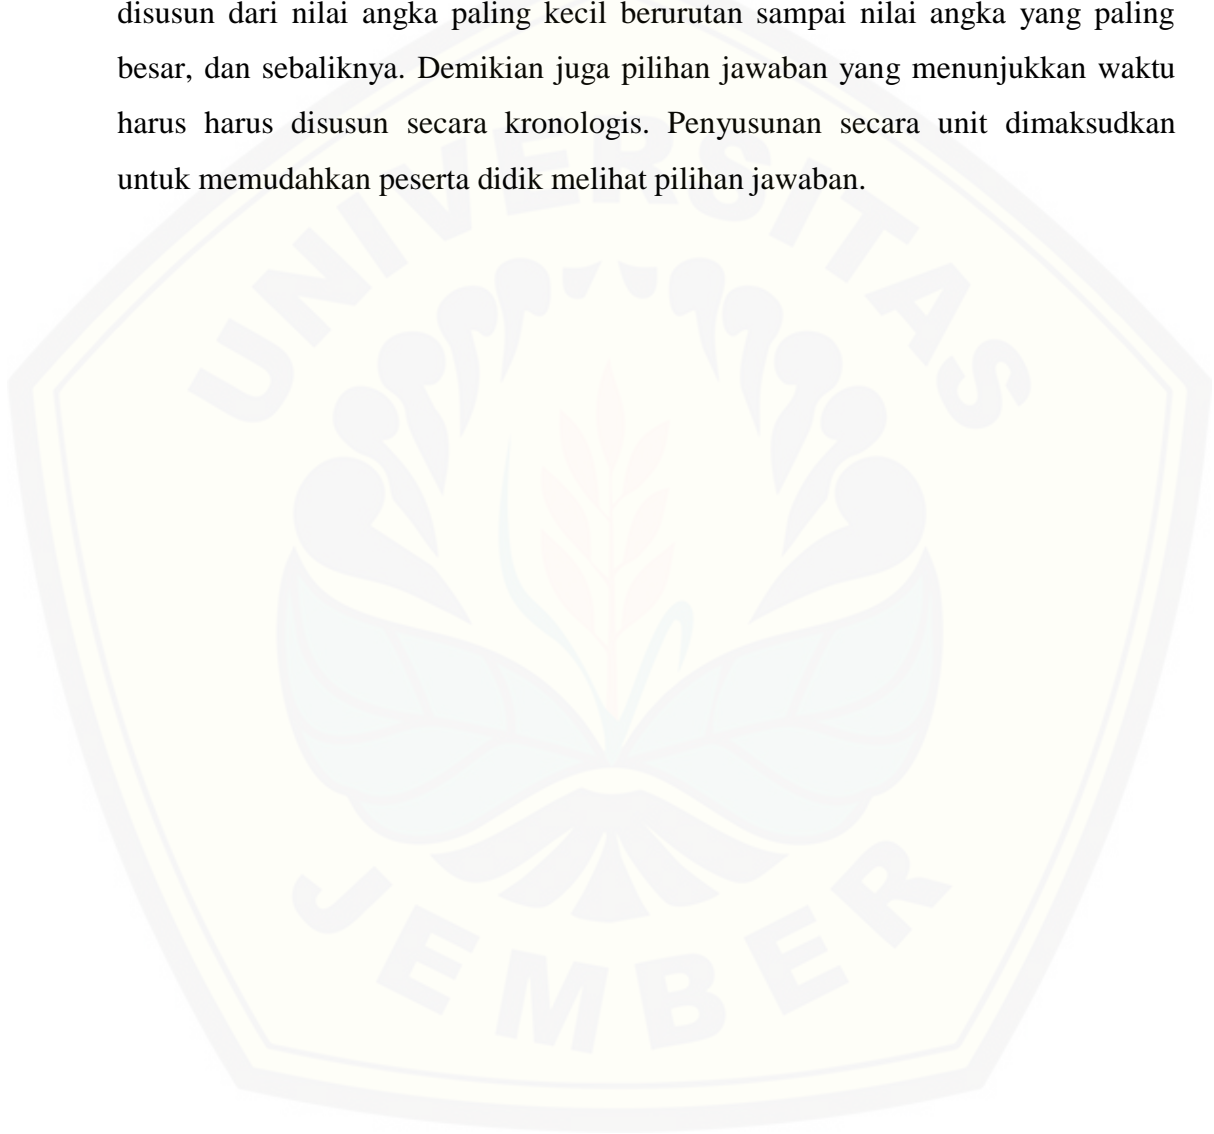 disusun dari nilai angka paling kecil berurutan sampai nilai angka yang paling
besar, dan sebaliknya. Demikian juga pilihan jawaban yang menunjukkan waktu
harus harus disusun secara kronologis. Penyusunan secara unit dimaksudkan
untuk memudahkan peserta didik melihat pilihan jawaban.
UNIVERSITAS
JEMBER